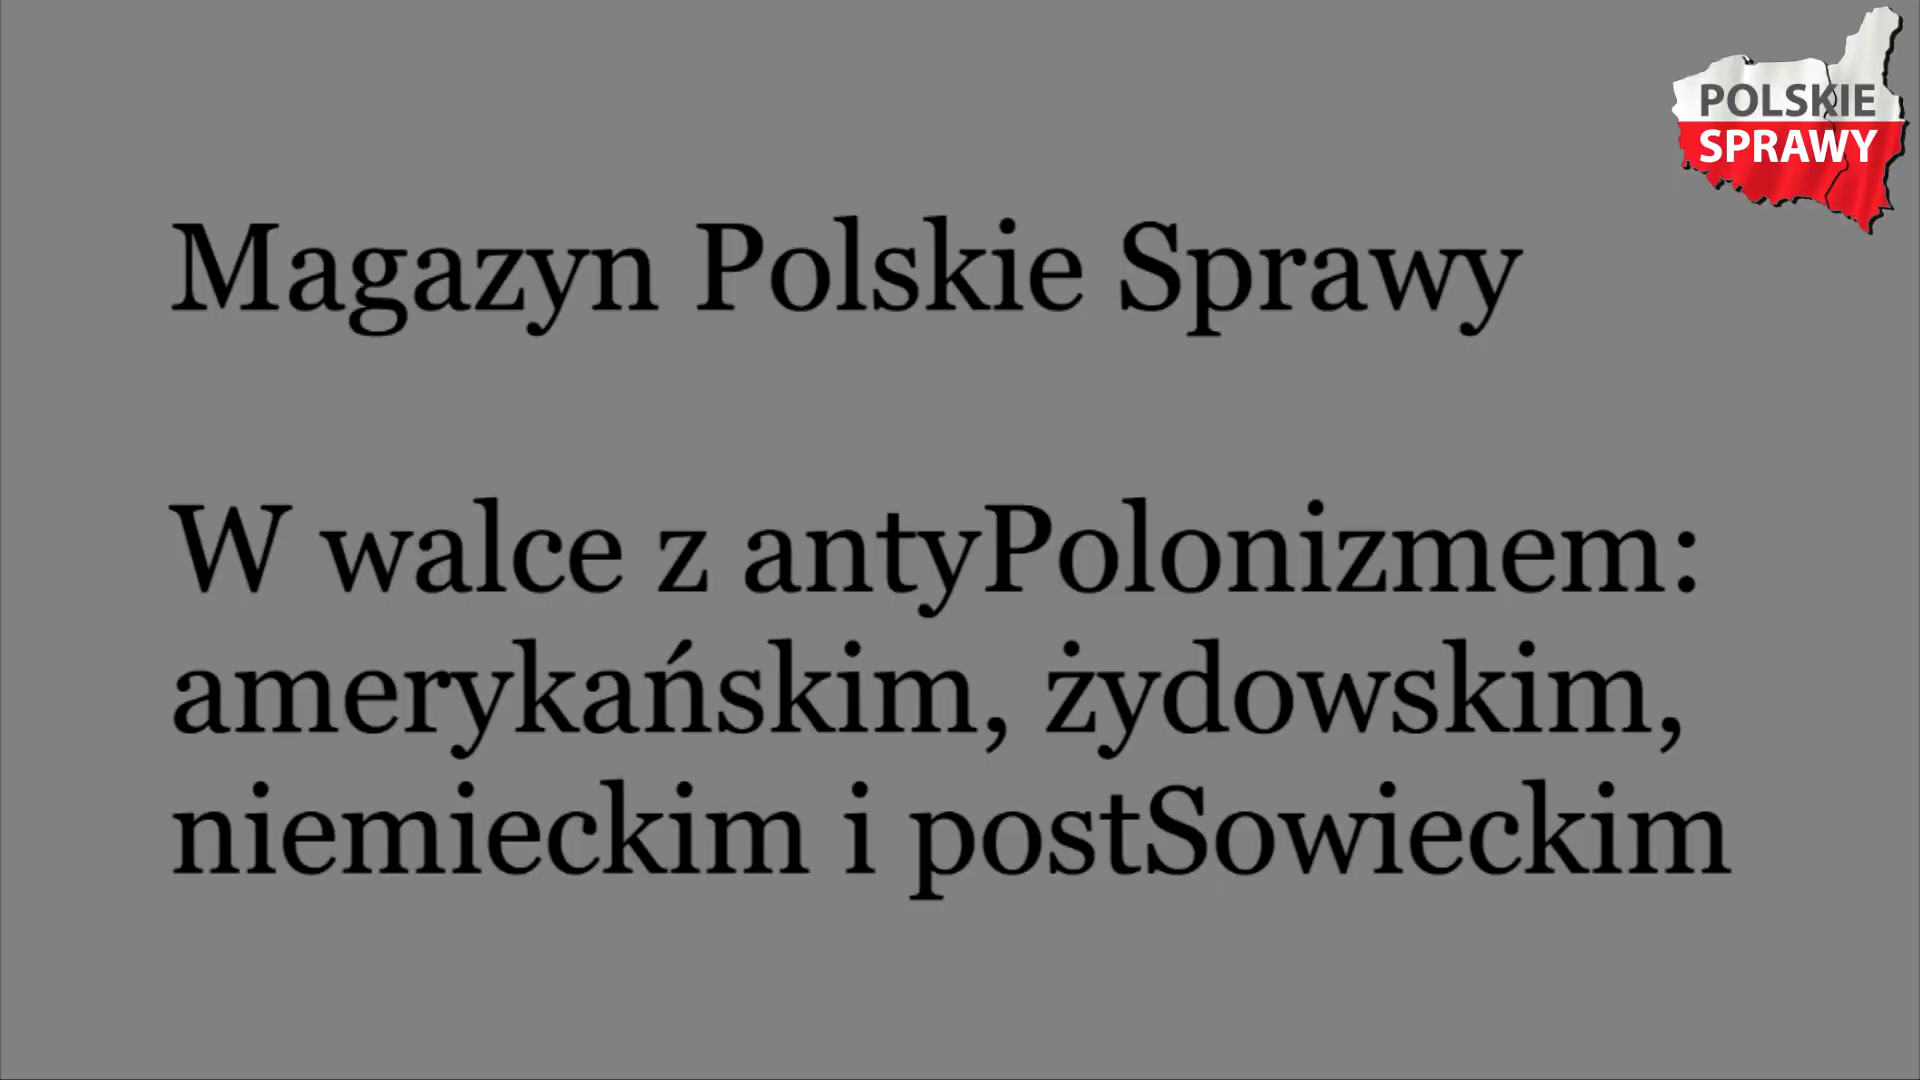 POLSKIE
SPRAWY
Magazyn Polskie Sprawy
W walce z antyPolonizmem:
amerykańskim, żydowskim,
niemieckim i postSowieckim